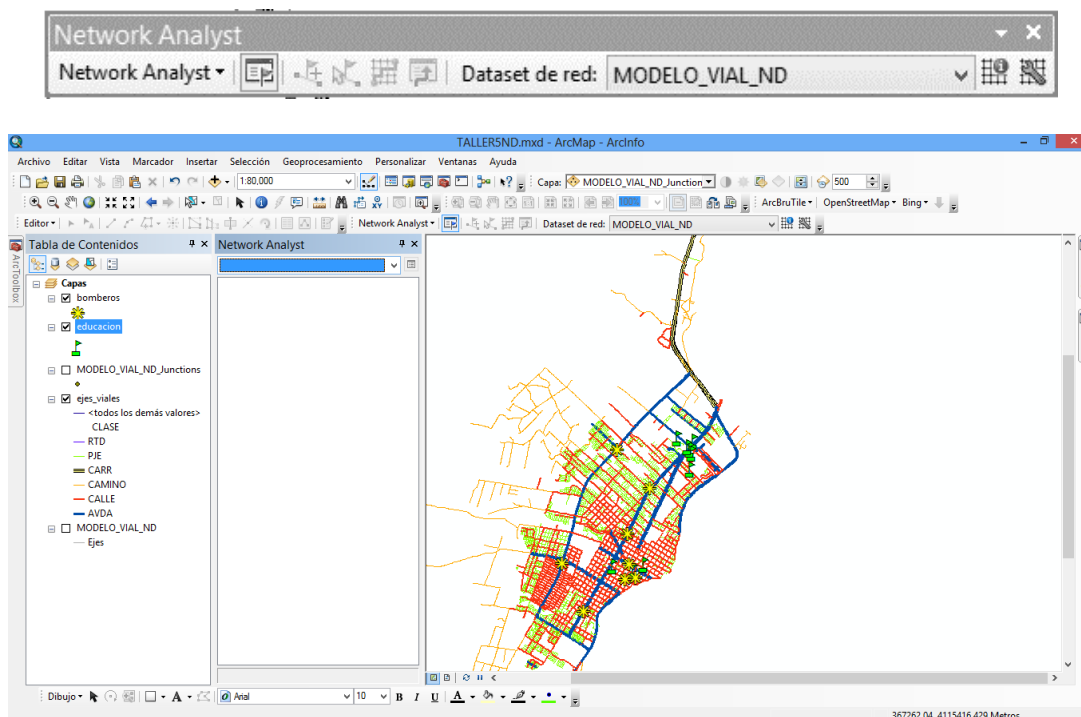 Network Analyst
Network Analyst Dataset de red: MODELO_VIAL_ND
TALLER5ND.mxd - ArcMap - ArcInfo
Archivo Editar Vista Marcador Insertar Selección Geoprocesamiento Personalizar Ventanas Ayuda
1:80,000 Capa: MODELO_VIAL_ND_Junction 500
100% ArcBruTile OpenStreetMap Bing
Editor Network Analyst Dataset de red: MODELO_VIAL_ND
ArcToolbox
Tabla de Contenidos
Network Analyst
Capas
bomberos
educacion
MODELO_VIAL_ND_Junctions
ejes_viales
<todos los demás valores>
CLASE
RTD
PJE
CARR
CAMINO
CALLE
AVDA
MODELO_VIAL_ND
Ejes
Dibujo A Arial 10 B I U A
367262,04 4115416,429 Metros